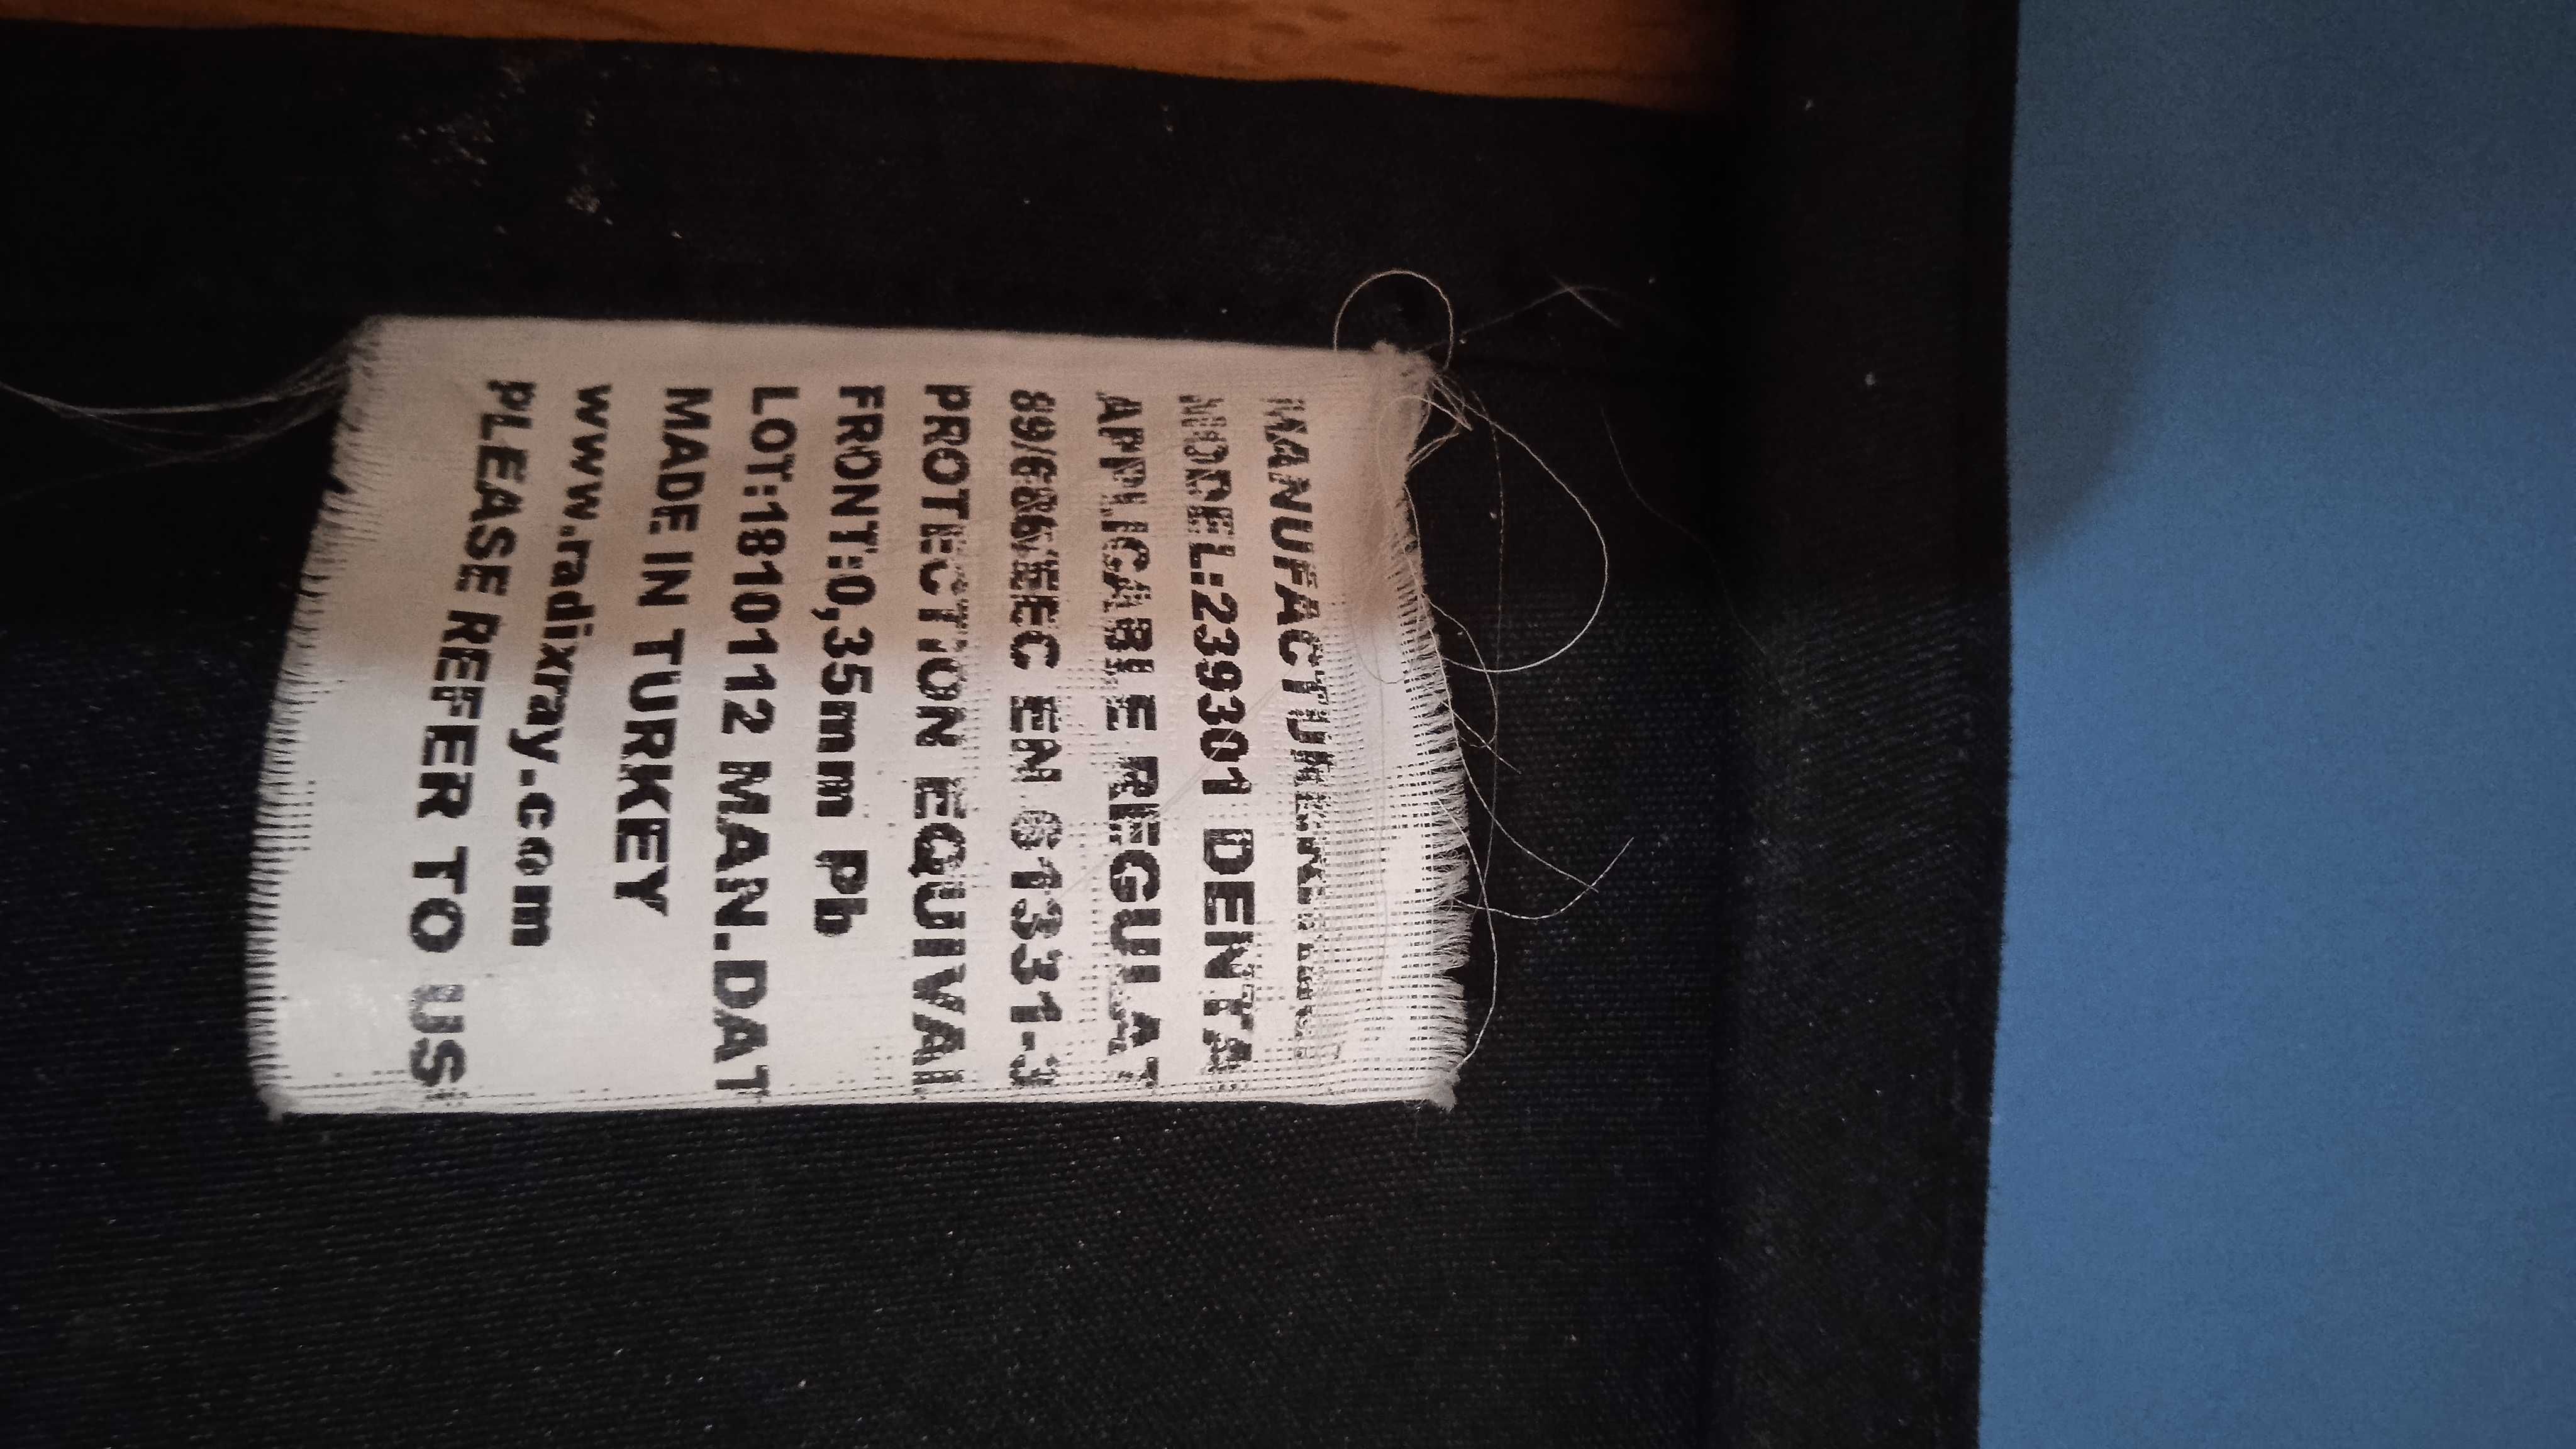 MANUFACTURER
MODEL:239301 DENTA
APPLICABLE REGULAT
89/686/EEC EN 61331-3
PROTECTION EQUIVAL
FRONT:0,35mm Pb
LOT:1810112 MAN.DAT
MADE IN TURKEY
www.radixray.com
PLEASE REFER TO US